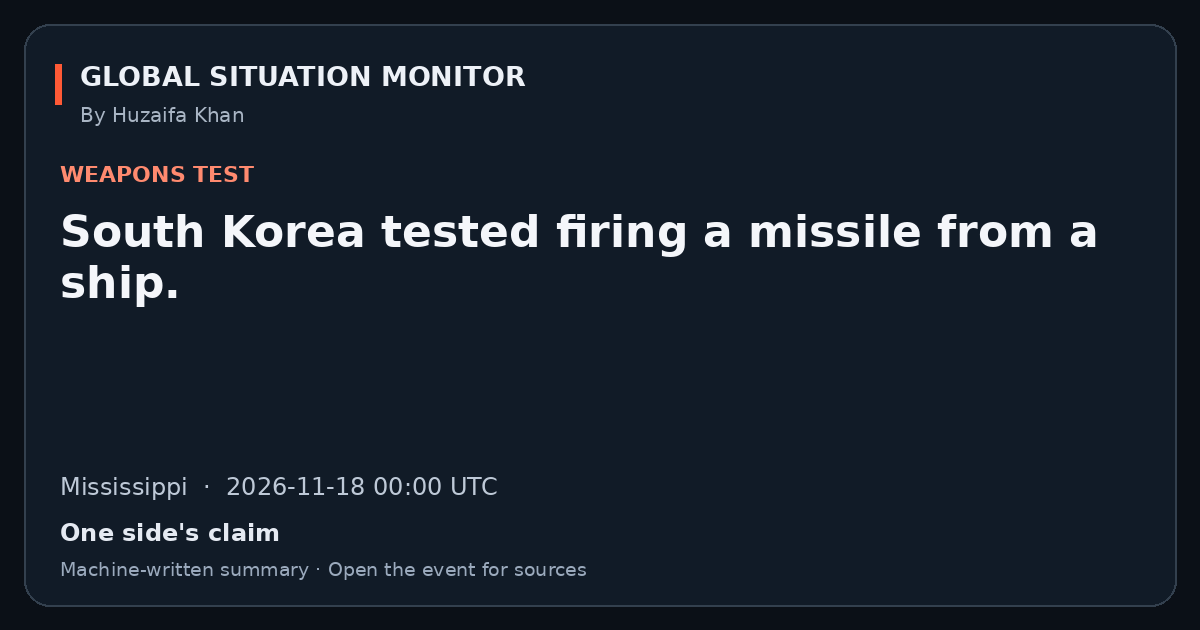 GLOBAL SITUATION MONITOR
By Huzaifa Khan
WEAPONS TEST
South Korea tested firing a missile from a
ship.
Mississippi · 2026-11-18 00:00 UTC
One side's claim
Machine-written summary · Open the event for sources